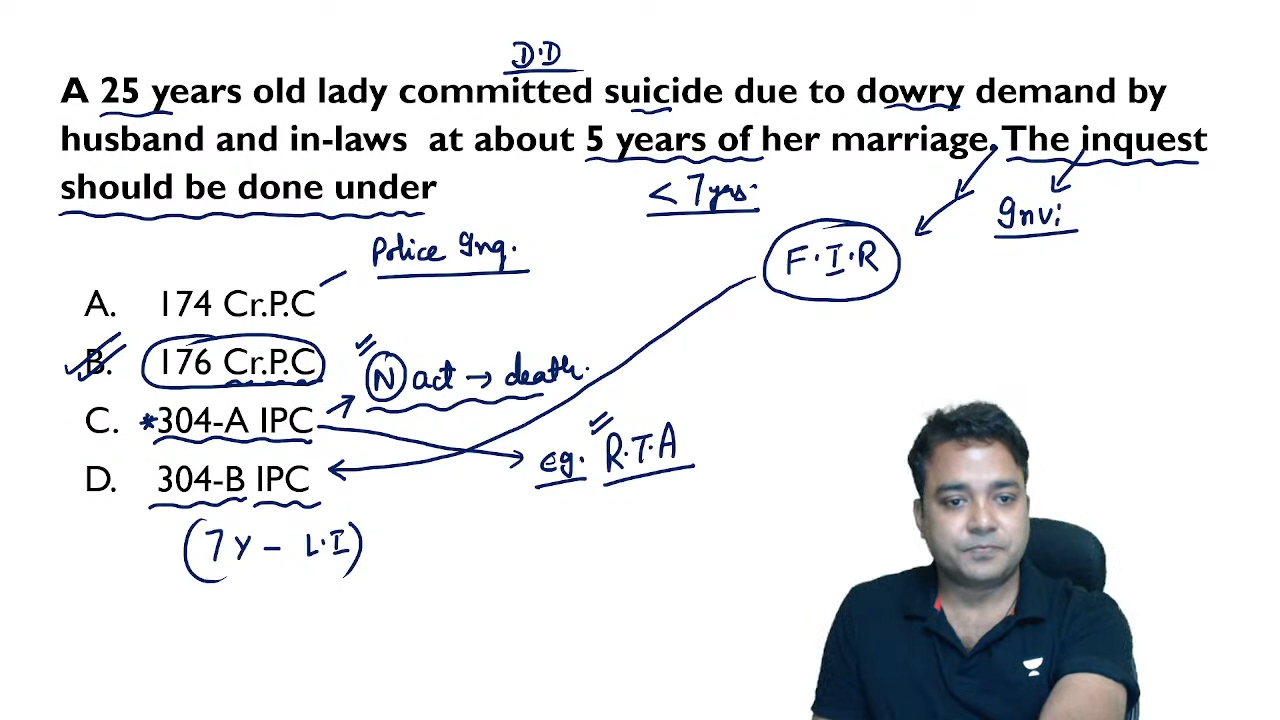 D.D
A 25 years old lady committed suicide due to dowry demand by
husband and in-laws at about 5 years of her marriage. The inquest
should be done under
< 7 yrs.
Invi
Police Inq.
F.I.R
A. 174 Cr.P.C
B. 176 Cr.P.C
N act → death.
C. *304-A IPC
eg. R.T.A
D. 304-B IPC
(7Y - L.I)